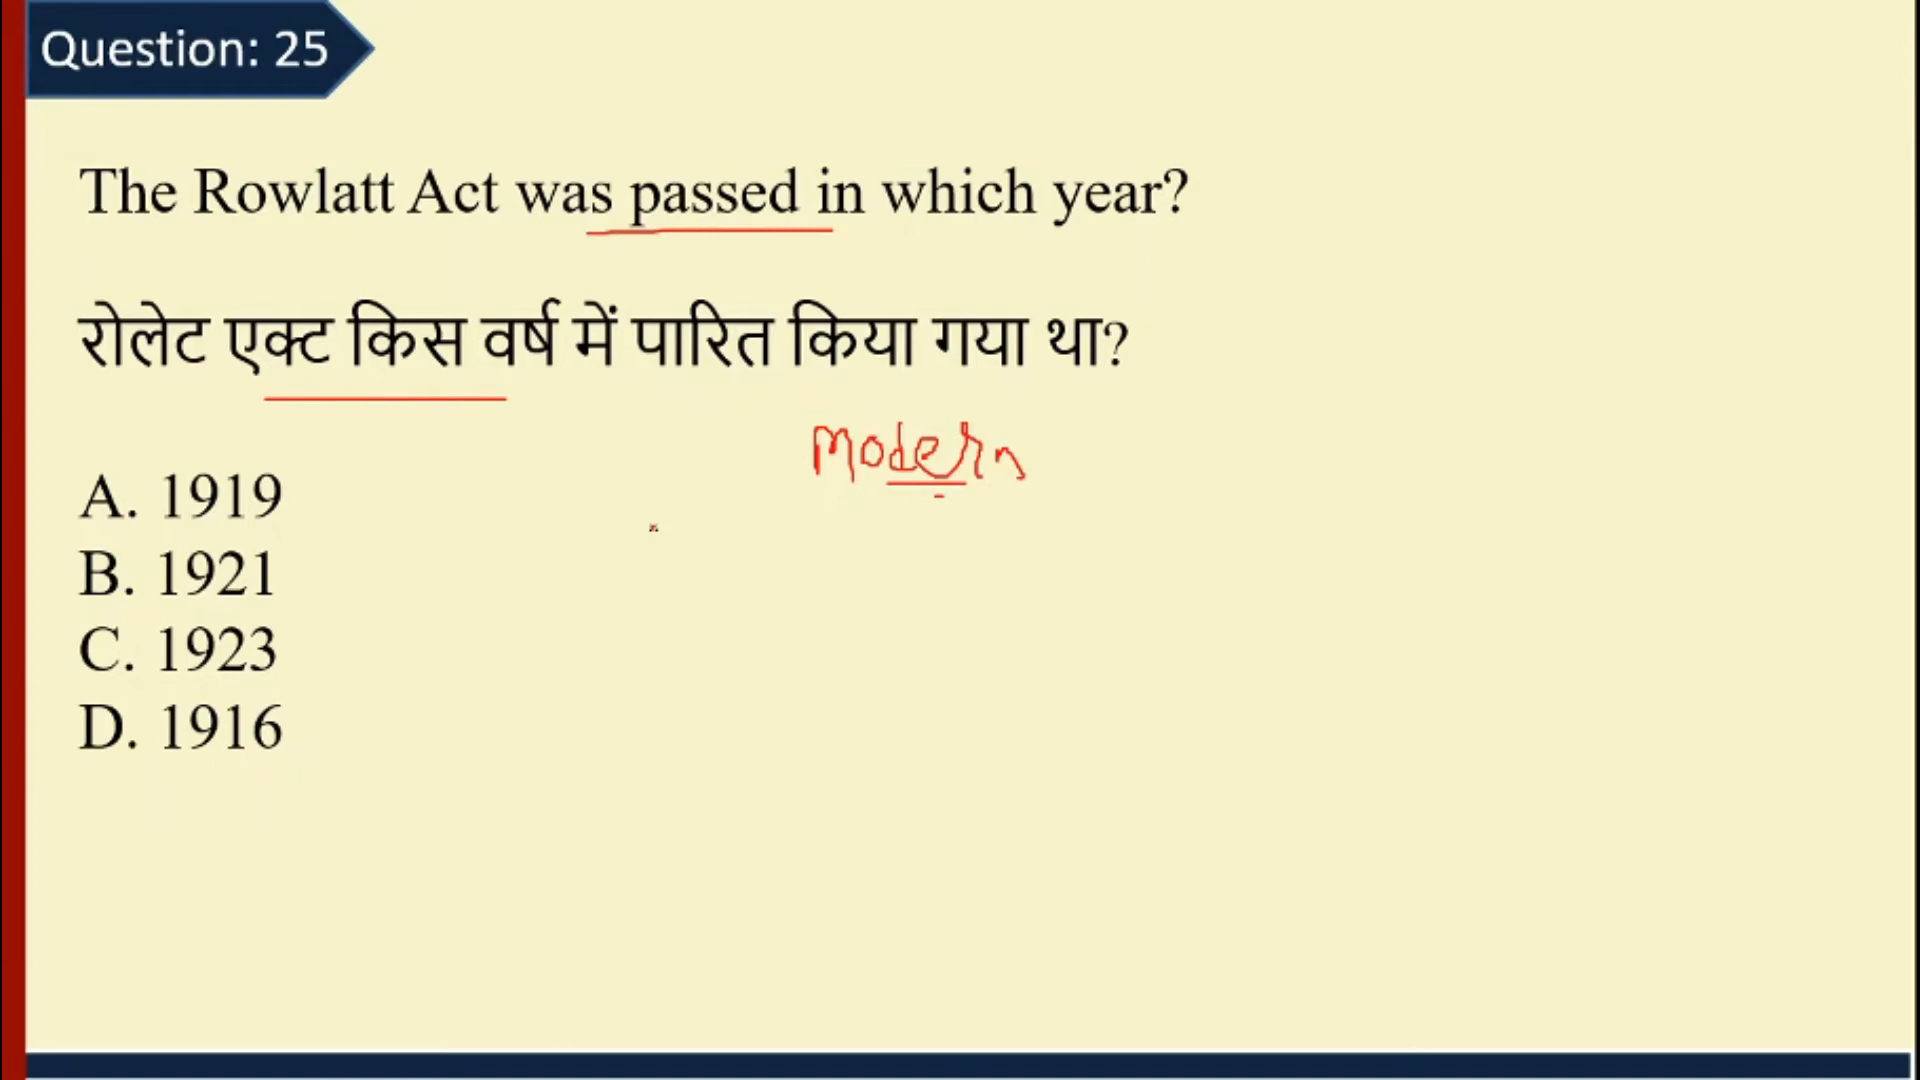 Question: 25
The Rowlatt Act was passed in which year?
रोलेट एक्ट किस वर्ष में पारित किया गया था?
Modern
A. 1919
B. 1921
C. 1923
D. 1916